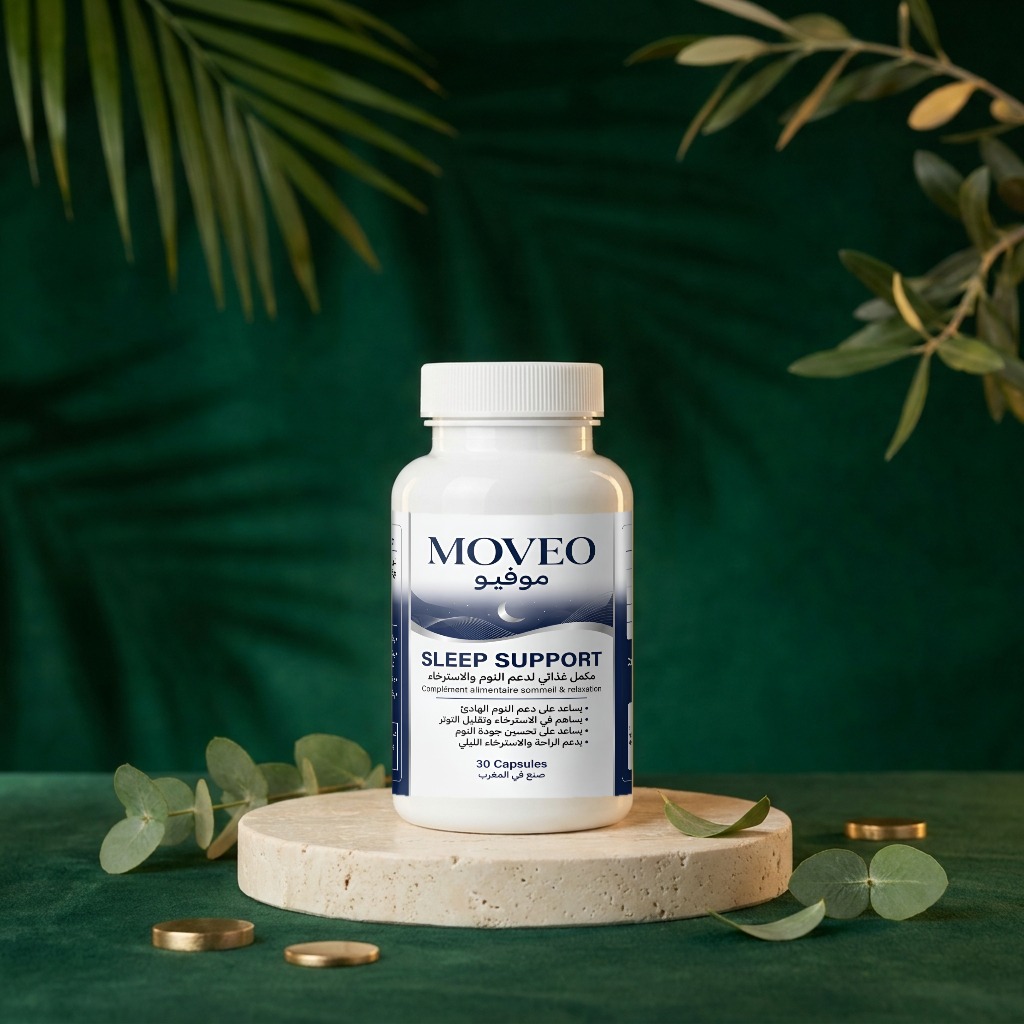 MOVEO
موفيو
SLEEP SUPPORT
مكمل غذائي لدعم النوم والاسترخاء
Complément alimentaire sommeil & relaxation
• يساعد على دعم النوم الهادئ
• يساهم في الاسترخاء وتقليل التوتر
• يساعد على تحسين جودة النوم
• يدعم الراحة والاسترخاء الليلي
30 Capsules
صنع في المغرب